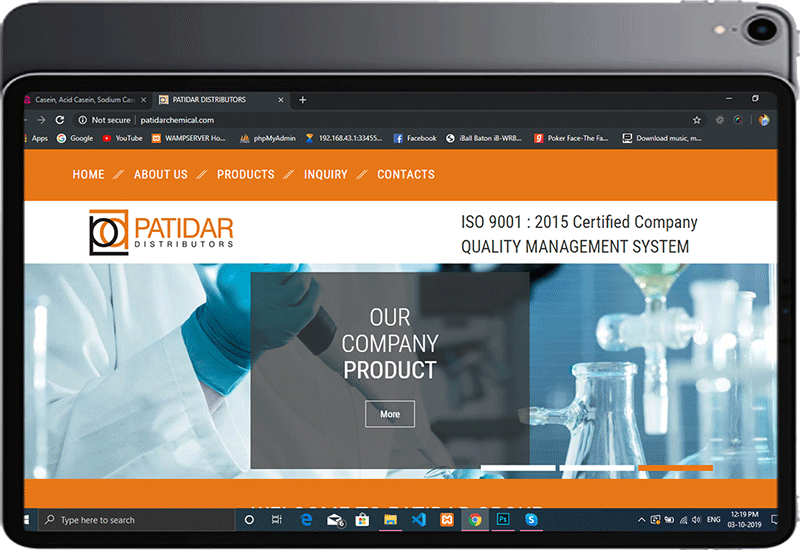 Casein, Acid Casein, Sodium Cas
PATIDAR DISTRIBUTORS
Not secure patidarchemical.com
Apps Google YouTube WAMPSERVER Ho... phpMyAdmin 192.168.43.1:33455... Facebook iBall Baton iB-WRB... Poker Face-The Fa... Download music, m...
HOME // ABOUT US // PRODUCTS // INQUIRY // CONTACTS
PATIDAR
DISTRIBUTORS
ISO 9001 : 2015 Certified Company
QUALITY MANAGEMENT SYSTEM
OUR
COMPANY
PRODUCT
More
Type here to search
ENG
12:19 PM
03-10-2019